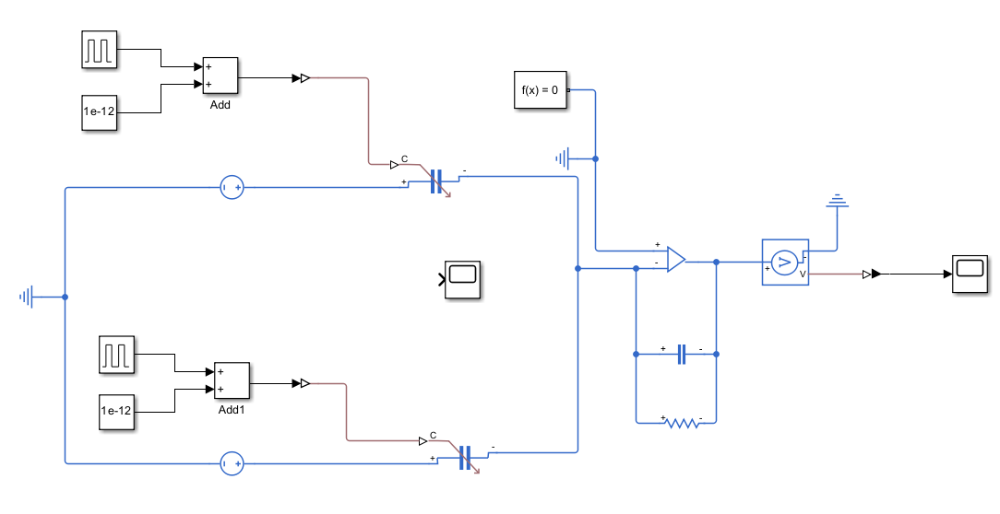 +
+
Add
1e-12
f(x) = 0
C
+
-
+
-
+
-
V
V
+
+
Add1
1e-12
+
-
+
-
C
+
-